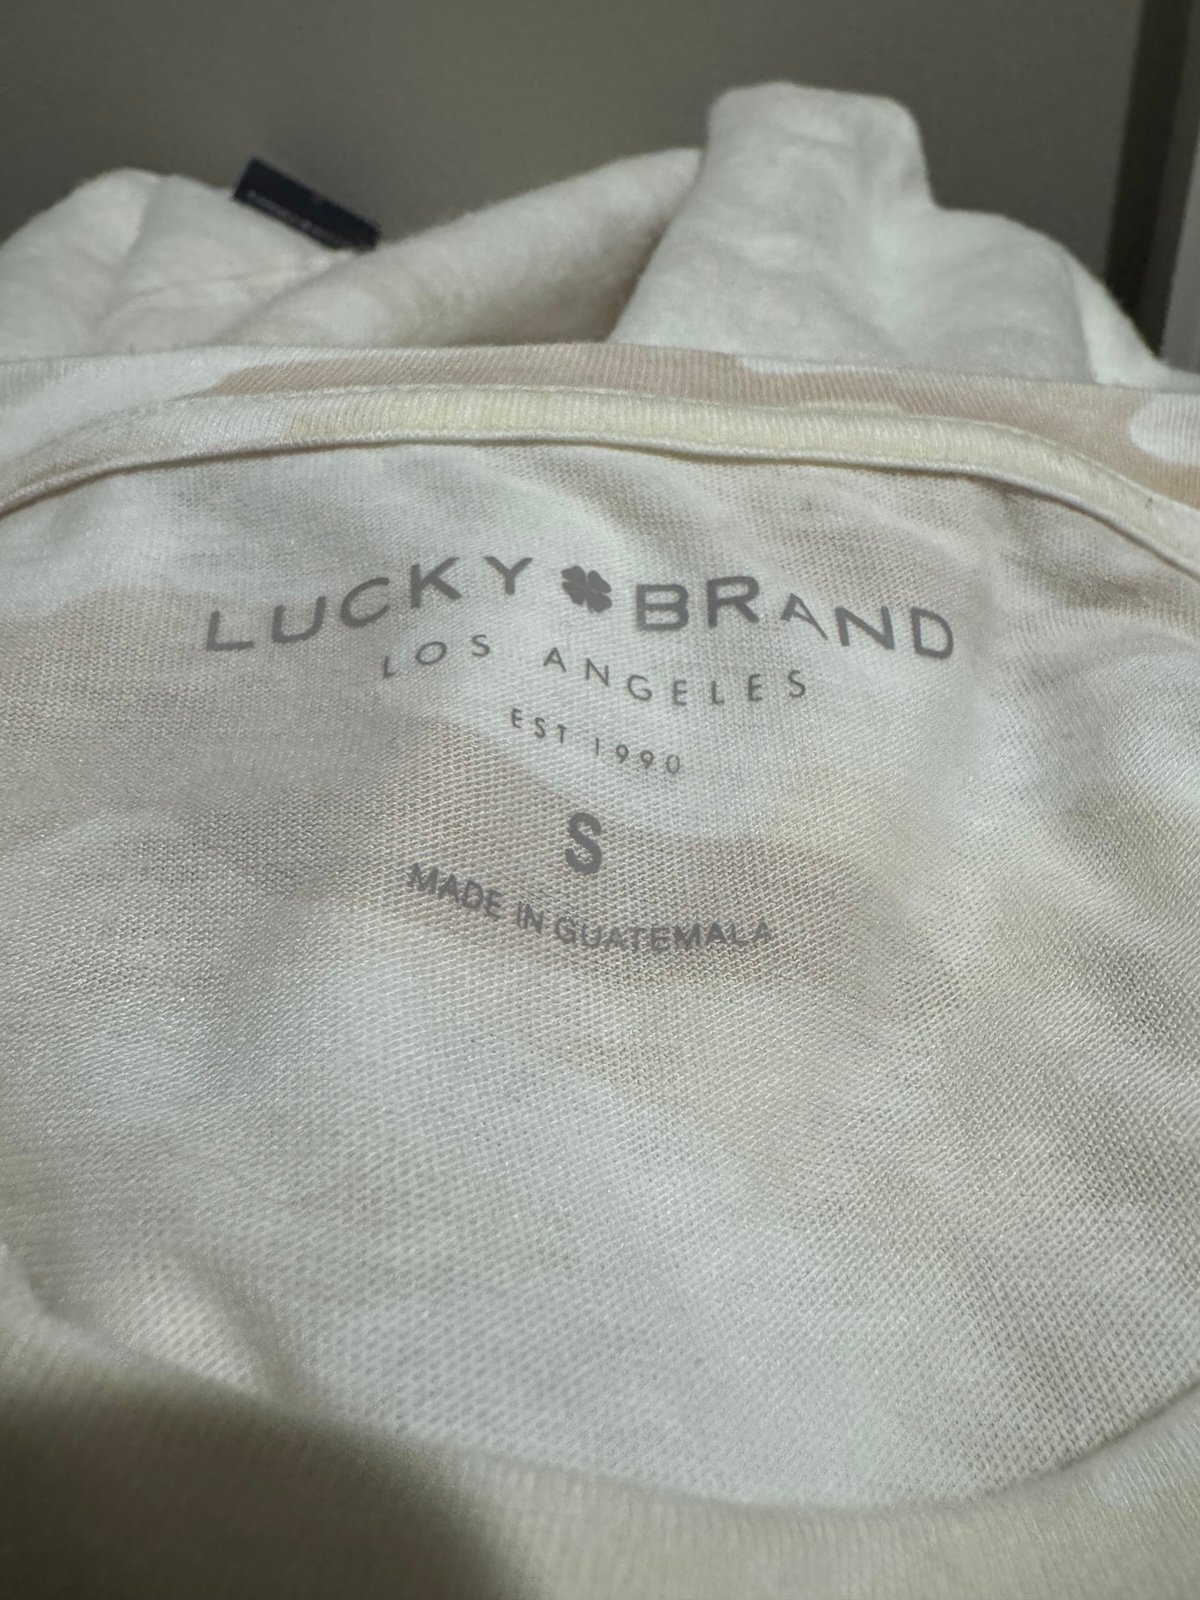 LUCKY BRAND
LOS ANGELES
EST 1990
S
MADE IN GUATEMALA